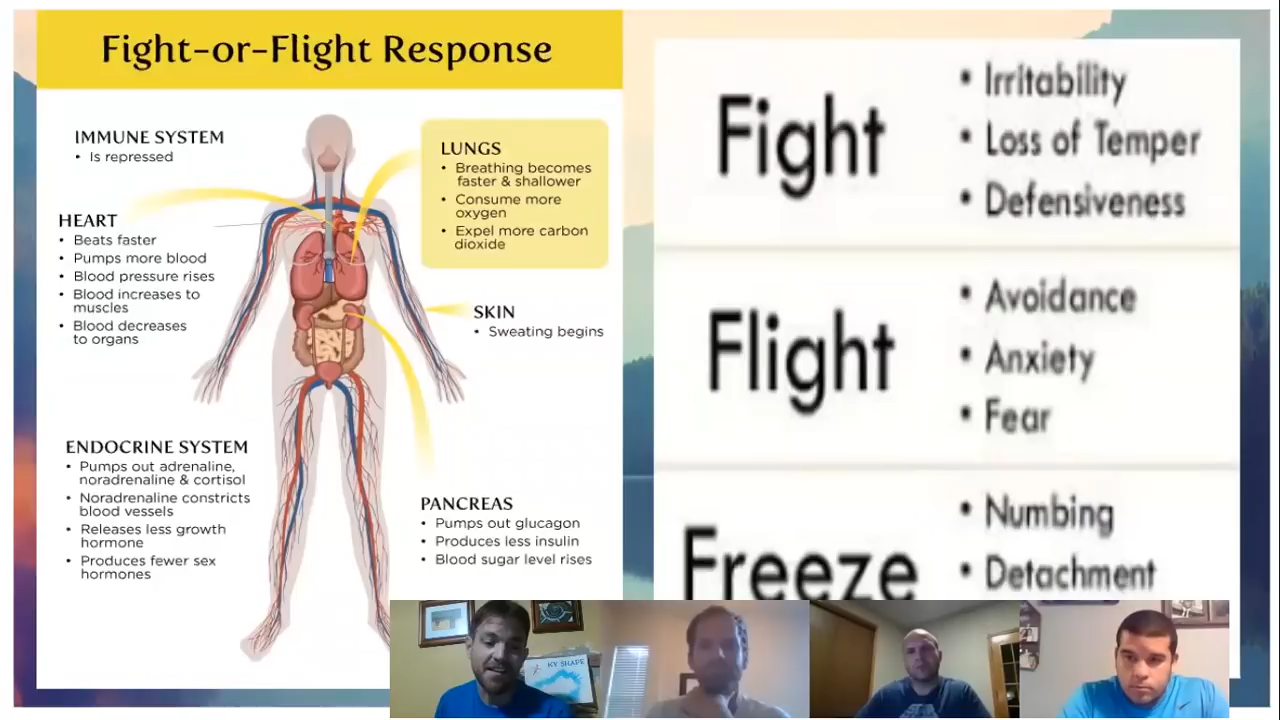 Fight-or-Flight Response
IMMUNE SYSTEM
• Is repressed
HEART
• Beats faster
• Pumps more blood
• Blood pressure rises
• Blood increases to
muscles
• Blood decreases
to organs
ENDOCRINE SYSTEM
• Pumps out adrenaline,
noradrenaline & cortisol
• Noradrenaline constricts
blood vessels
• Releases less growth
hormone
• Produces fewer sex
hormones
LUNGS
• Breathing becomes
faster & shallower
• Consume more
oxygen
• Expel more carbon
dioxide
SKIN
• Sweating begins
PANCREAS
• Pumps out glucagon
• Produces less insulin
• Blood sugar level rises
Fight
• Irritability
• Loss of Temper
• Defensiveness
Flight
• Avoidance
• Anxiety
• Fear
Freeze
• Numbing
• Detachment
KY SHAPE